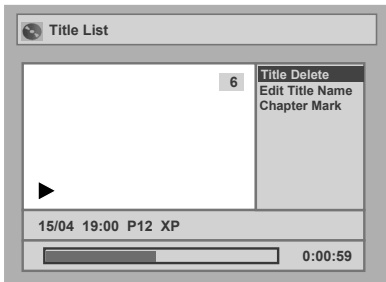 Title List
6
Title Delete
Edit Title Name
Chapter Mark
15/04 19:00 P12 XP
0:00:59